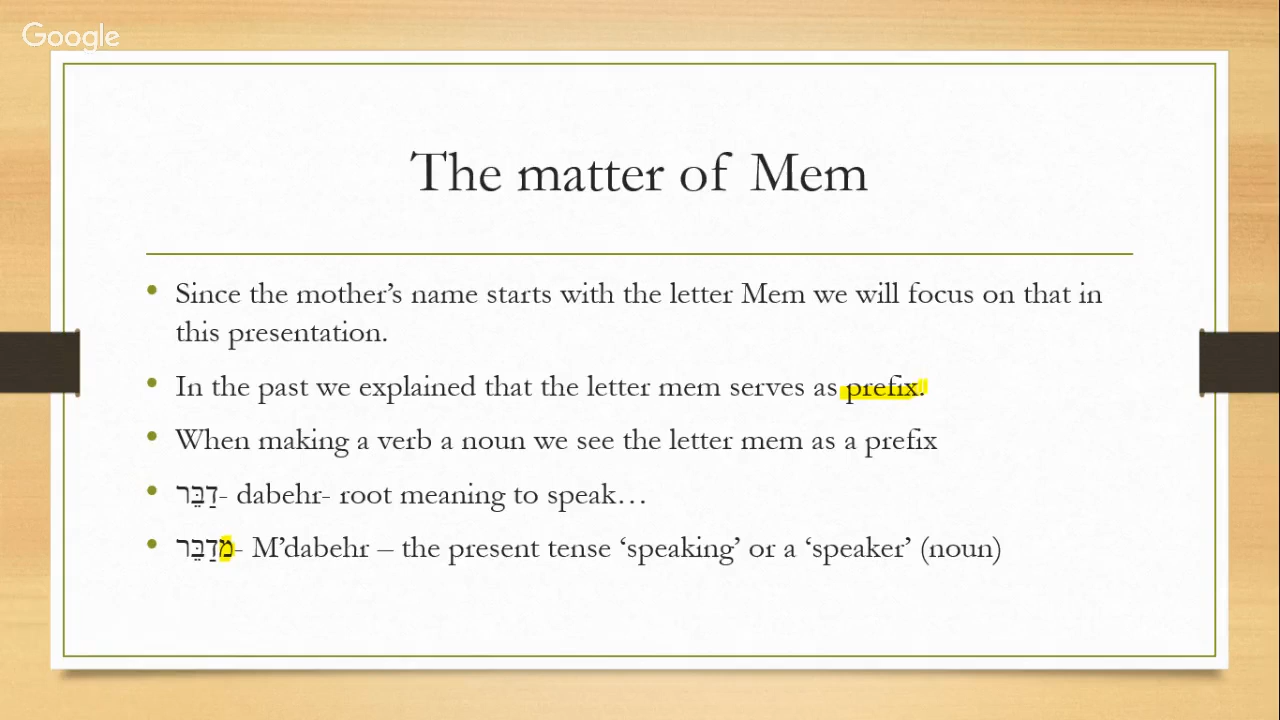 Google
The matter of Mem
• Since the mother’s name starts with the letter Mem we will focus on that in
this presentation.
• In the past we explained that the letter mem serves as prefix.
• When making a verb a noun we see the letter mem as a prefix
• דַבֵּר- dabehr- root meaning to speak…
• מְדַבֵּר- M’dabehr – the present tense ‘speaking’ or a ‘speaker’ (noun)